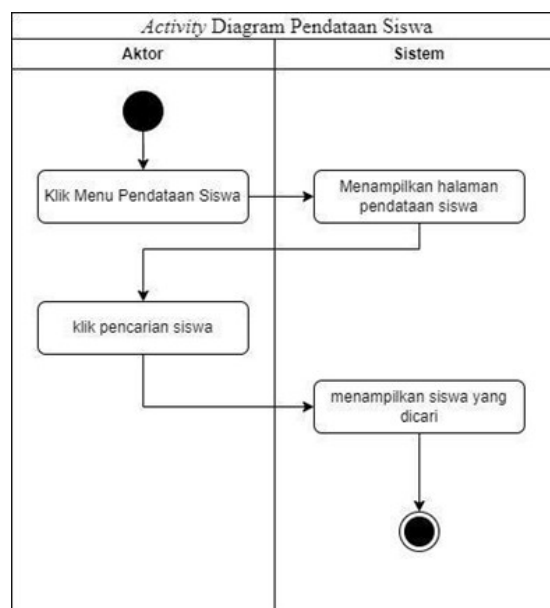 Activity Diagram Pendataan Siswa
Aktor
Sistem
Klik Menu Pendataan Siswa
Menampilkan halaman
pendataan siswa
klik pencarian siswa
menampilkan siswa yang
dicari